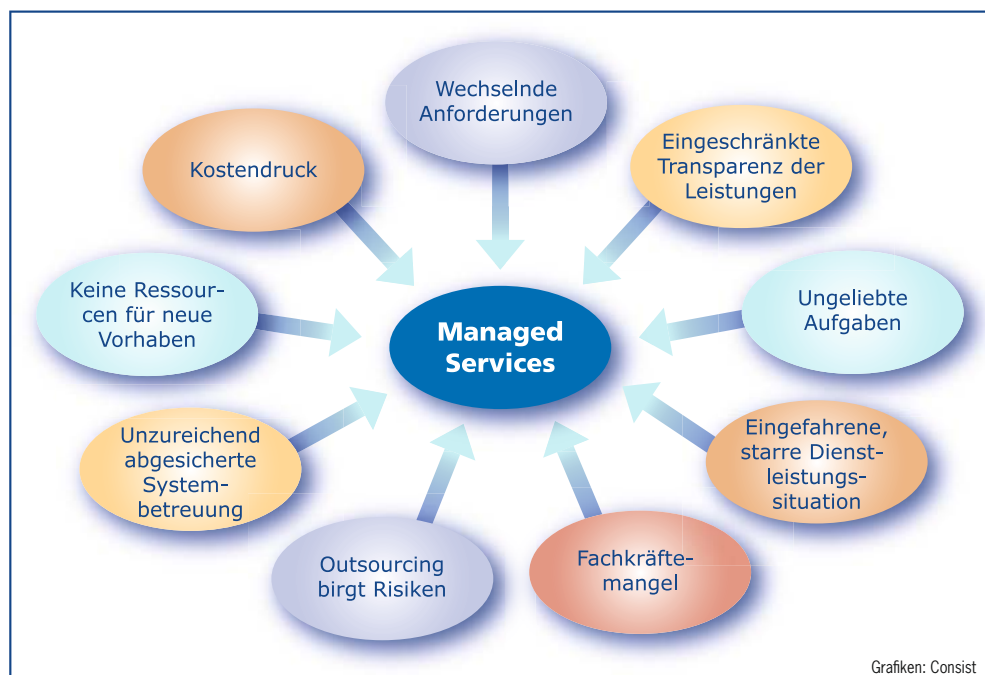 Wechselnde
Anforderungen
Kostendruck
Eingeschränkte
Transparenz der
Leistungen
Keine Ressour-
cen für neue
Vorhaben
Managed
Services
Ungeliebte
Aufgaben
Unzureichend
abgesicherte
System-
betreuung
Eingefahrene,
starre Dienst-
leistungs-
situation
Outsourcing
birgt Risiken
Fachkräfte-
mangel
Grafiken: Consist